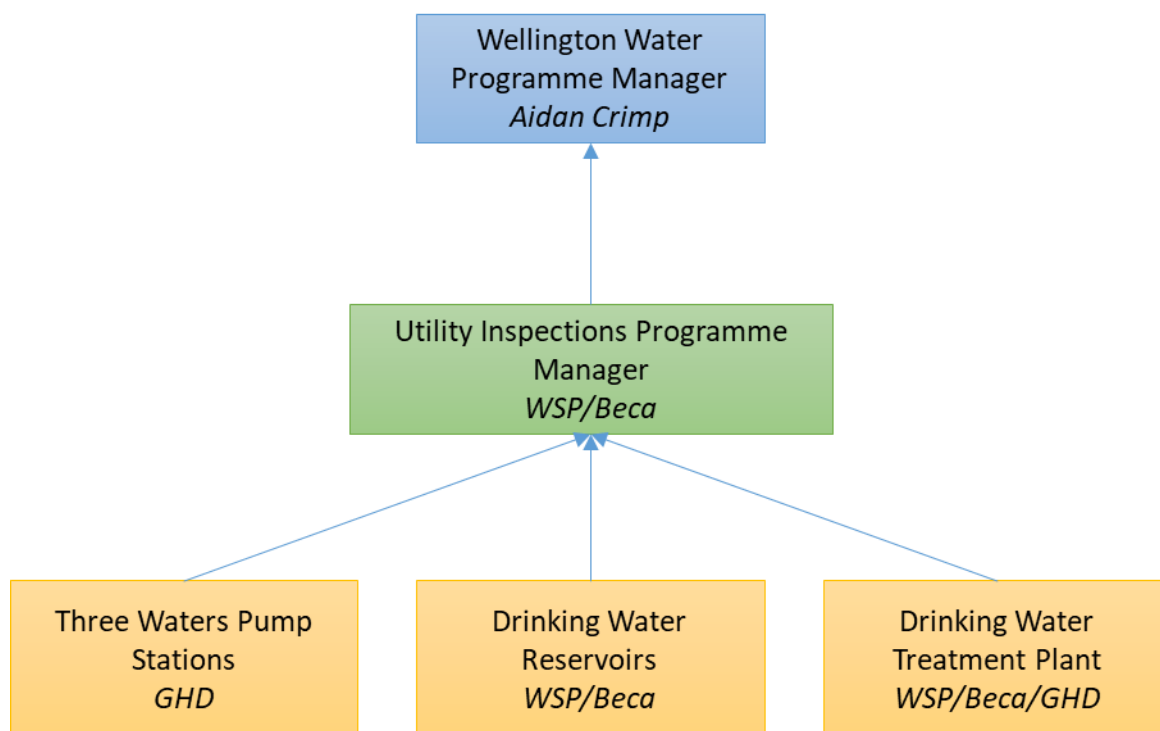 Wellington Water
Programme Manager
Aidan Crimp
Utility Inspections Programme
Manager
WSP/Beca
Three Waters Pump
Stations
GHD
Drinking Water
Reservoirs
WSP/Beca
Drinking Water
Treatment Plant
WSP/Beca/GHD